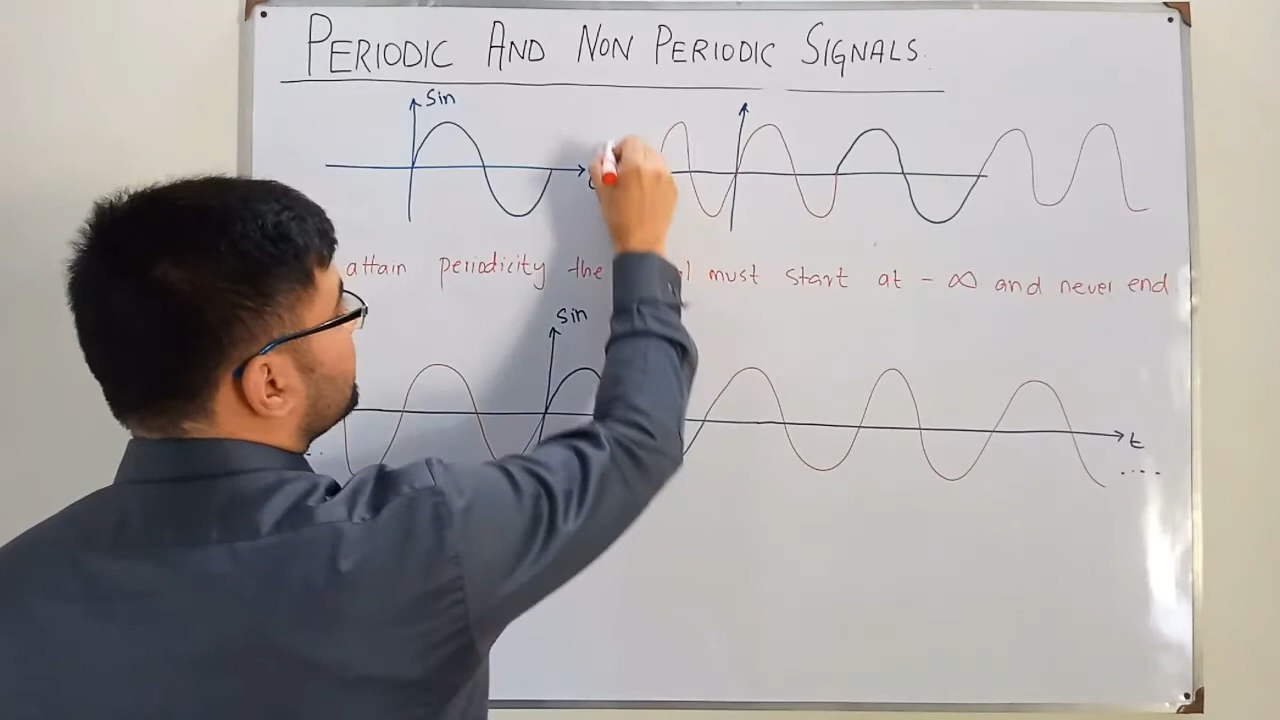 PERIODIC AND NON PERIODIC SIGNALS.
Sin
attain periodicity the must start at - ∞ and never end.
Sin
t
....